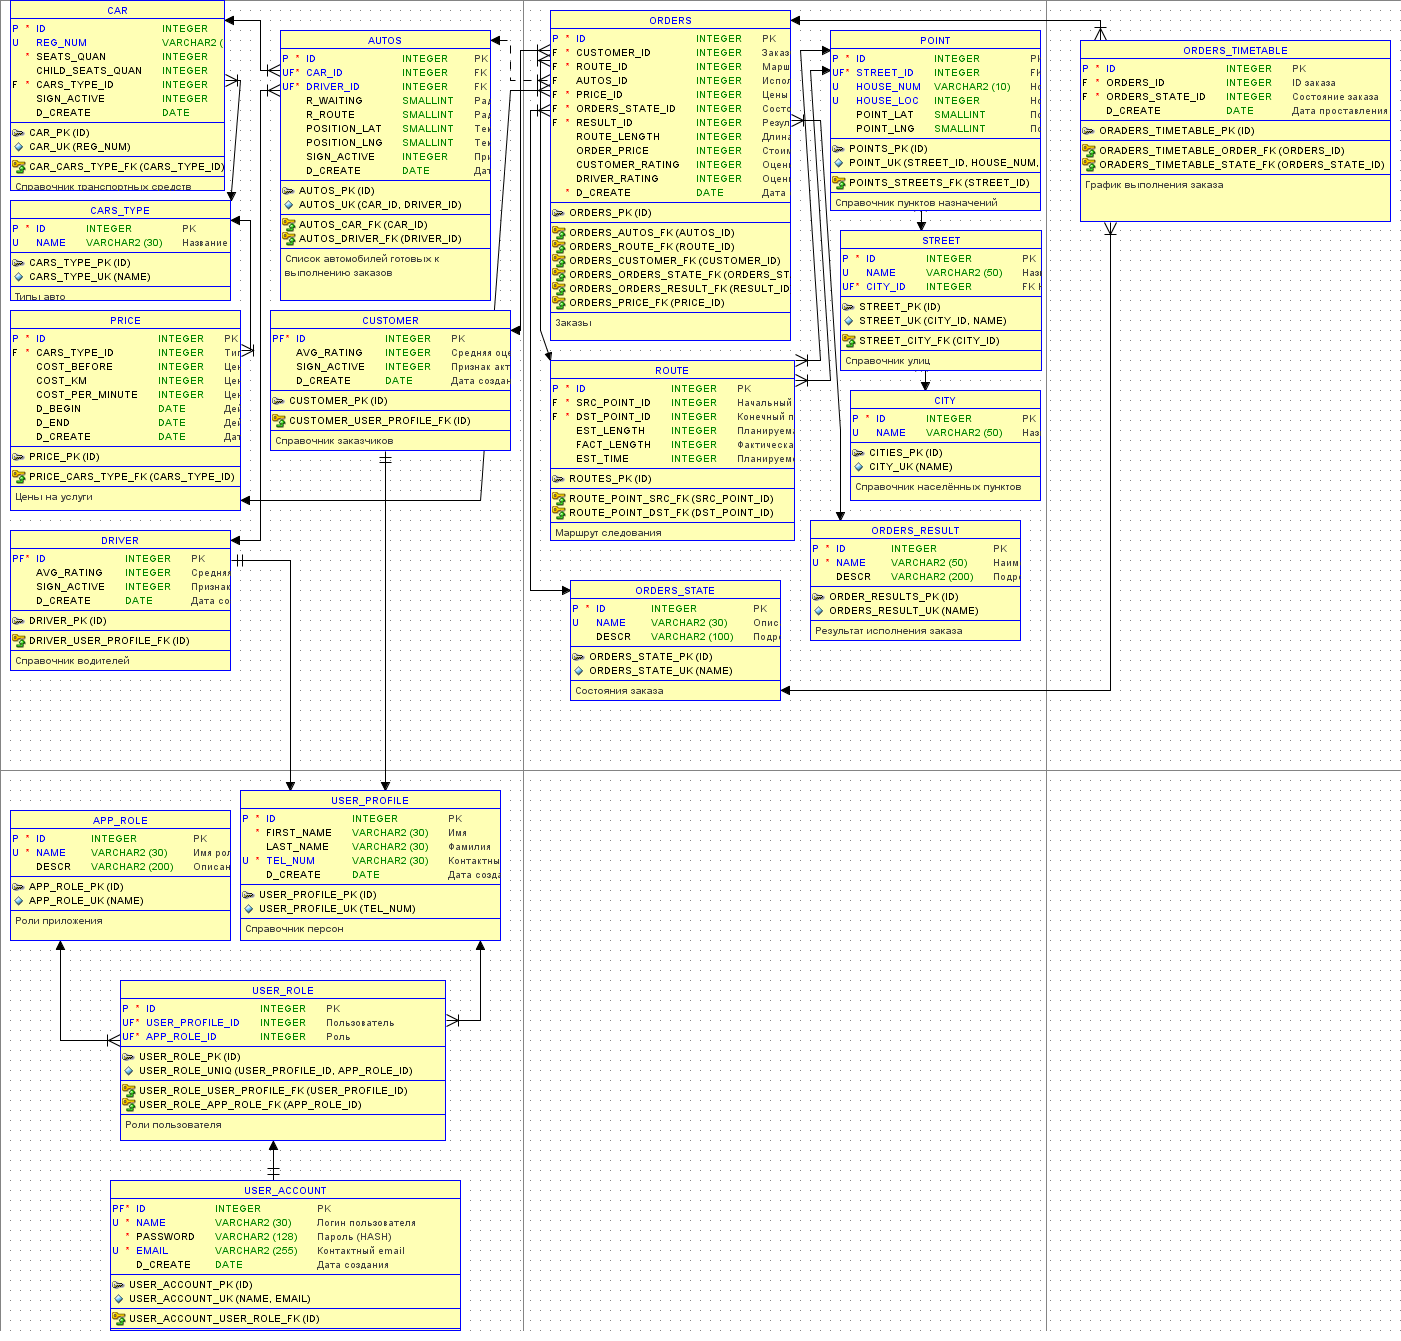 CAR
P * ID INTEGER
U REG_NUM VARCHAR2 (
* SEATS_QUAN INTEGER
CHILD_SEATS_QUAN INTEGER
F * CARS_TYPE_ID INTEGER
SIGN_ACTIVE INTEGER
D_CREATE DATE
CAR_PK (ID)
CAR_UK (REG_NUM)
CAR_CARS_TYPE_FK (CARS_TYPE_ID)
Справочник транспортных средств
CARS_TYPE
P * ID INTEGER PK
U NAME VARCHAR2 (30) Название
CARS_TYPE_PK (ID)
CARS_TYPE_UK (NAME)
Типы авто
PRICE
P * ID INTEGER PK
F * CARS_TYPE_ID INTEGER Тип
COST_BEFORE INTEGER Цен
COST_KM INTEGER Цен
COST_PER_MINUTE INTEGER Цен
D_BEGIN DATE Дей
D_END DATE Дей
D_CREATE DATE Дат
PRICE_PK (ID)
PRICE_CARS_TYPE_FK (CARS_TYPE_ID)
Цены на услуги
DRIVER
PF* ID INTEGER PK
AVG_RATING INTEGER Средняя
SIGN_ACTIVE INTEGER Признак
D_CREATE DATE Дата со
DRIVER_PK (ID)
DRIVER_USER_PROFILE_FK (ID)
Справочник водителей
AUTOS
P * ID INTEGER PK
UF* CAR_ID INTEGER FK
UF* DRIVER_ID INTEGER FK
R_WAITING SMALLINT Рад
R_ROUTE SMALLINT Рад
POSITION_LAT SMALLINT Тек
POSITION_LNG SMALLINT Тек
SIGN_ACTIVE INTEGER При
D_CREATE DATE Дат
AUTOS_PK (ID)
AUTOS_UK (CAR_ID, DRIVER_ID)
AUTOS_CAR_FK (CAR_ID)
AUTOS_DRIVER_FK (DRIVER_ID)
Список автомобилей готовых к
выполнению заказов
CUSTOMER
PF* ID INTEGER PK
AVG_RATING INTEGER Средняя оце
SIGN_ACTIVE INTEGER Признак акт
D_CREATE DATE Дата создан
CUSTOMER_PK (ID)
CUSTOMER_USER_PROFILE_FK (ID)
Справочник заказчиков
ORDERS
P * ID INTEGER PK
F * CUSTOMER_ID INTEGER Заказ
F * ROUTE_ID INTEGER Марш
F AUTOS_ID INTEGER Испол
F * PRICE_ID INTEGER Цены
F * ORDERS_STATE_ID INTEGER Состо
F * RESULT_ID INTEGER Резул
ROUTE_LENGTH INTEGER Длина
ORDER_PRICE INTEGER Стоим
CUSTOMER_RATING INTEGER Оцен
DRIVER_RATING INTEGER Оцен
* D_CREATE DATE Дата
ORDERS_PK (ID)
ORDERS_AUTOS_FK (AUTOS_ID)
ORDERS_ROUTE_FK (ROUTE_ID)
ORDERS_CUSTOMER_FK (CUSTOMER_ID)
ORDERS_ORDERS_STATE_FK (ORDERS_ST
ORDERS_ORDERS_RESULT_FK (RESULT_ID
ORDERS_PRICE_FK (PRICE_ID)
Заказы
ROUTE
P * ID INTEGER PK
F * SRC_POINT_ID INTEGER Начальный
F * DST_POINT_ID INTEGER Конечный п
EST_LENGTH INTEGER Планируем
FACT_LENGTH INTEGER Фактическа
EST_TIME INTEGER Планируем
ROUTES_PK (ID)
ROUTE_POINT_SRC_FK (SRC_POINT_ID)
ROUTE_POINT_DST_FK (DST_POINT_ID)
Маршрут следования
ORDERS_STATE
P * ID INTEGER PK
U NAME VARCHAR2 (30) Опис
DESCR VARCHAR2 (100) Подр
ORDERS_STATE_PK (ID)
ORDERS_STATE_UK (NAME)
Состояния заказа
POINT
P * ID INTEGER PK
UF* STREET_ID INTEGER FK
U HOUSE_NUM VARCHAR2 (10) Но
U HOUSE_LOC INTEGER Но
POINT_LAT SMALLINT По
POINT_LNG SMALLINT По
POINTS_PK (ID)
POINT_UK (STREET_ID, HOUSE_NUM,
POINTS_STREETS_FK (STREET_ID)
Справочник пунктов назначений
STREET
P * ID INTEGER PK
U NAME VARCHAR2 (50) Наз
UF* CITY_ID INTEGER FK
STREET_PK (ID)
STREET_UK (CITY_ID, NAME)
STREET_CITY_FK (CITY_ID)
Справочник улиц
CITY
P * ID INTEGER PK
U NAME VARCHAR2 (50) Наз
CITIES_PK (ID)
CITY_UK (NAME)
Справочник населённых пунктов
ORDERS_RESULT
P * ID INTEGER PK
U * NAME VARCHAR2 (50) Наим
DESCR VARCHAR2 (200) Подр
ORDER_RESULTS_PK (ID)
ORDERS_RESULT_UK (NAME)
Результат исполнения заказа
ORDERS_TIMETABLE
P * ID INTEGER PK
F * ORDERS_ID INTEGER ID заказа
F * ORDERS_STATE_ID INTEGER Состояние заказа
D_CREATE DATE Дата проставления
ORADERS_TIMETABLE_PK (ID)
ORADERS_TIMETABLE_ORDER_FK (ORDERS_ID)
ORADERS_TIMETABLE_STATE_FK (ORDERS_STATE_ID)
График выполнения заказа
APP_ROLE
P * ID INTEGER PK
U * NAME VARCHAR2 (30) Имя рол
DESCR VARCHAR2 (200) Описан
APP_ROLE_PK (ID)
APP_ROLE_UK (NAME)
Роли приложения
USER_PROFILE
P * ID INTEGER PK
* FIRST_NAME VARCHAR2 (30) Имя
LAST_NAME VARCHAR2 (30) Фамилия
U * TEL_NUM VARCHAR2 (30) Контактны
D_CREATE DATE Дата созда
USER_PROFILE_PK (ID)
USER_PROFILE_UK (TEL_NUM)
Справочник персон
USER_ROLE
P * ID INTEGER PK
UF* USER_PROFILE_ID INTEGER Пользователь
UF* APP_ROLE_ID INTEGER Роль
USER_ROLE_PK (ID)
USER_ROLE_UNIQ (USER_PROFILE_ID, APP_ROLE_ID)
USER_ROLE_USER_PROFILE_FK (USER_PROFILE_ID)
USER_ROLE_APP_ROLE_FK (APP_ROLE_ID)
Роли пользователя
USER_ACCOUNT
PF* ID INTEGER PK
U * NAME VARCHAR2 (30) Логин пользователя
* PASSWORD VARCHAR2 (128) Пароль (HASH)
U * EMAIL VARCHAR2 (255) Контактный email
D_CREATE DATE Дата создания
USER_ACCOUNT_PK (ID)
USER_ACCOUNT_UK (NAME, EMAIL)
USER_ACCOUNT_USER_ROLE_FK (ID)